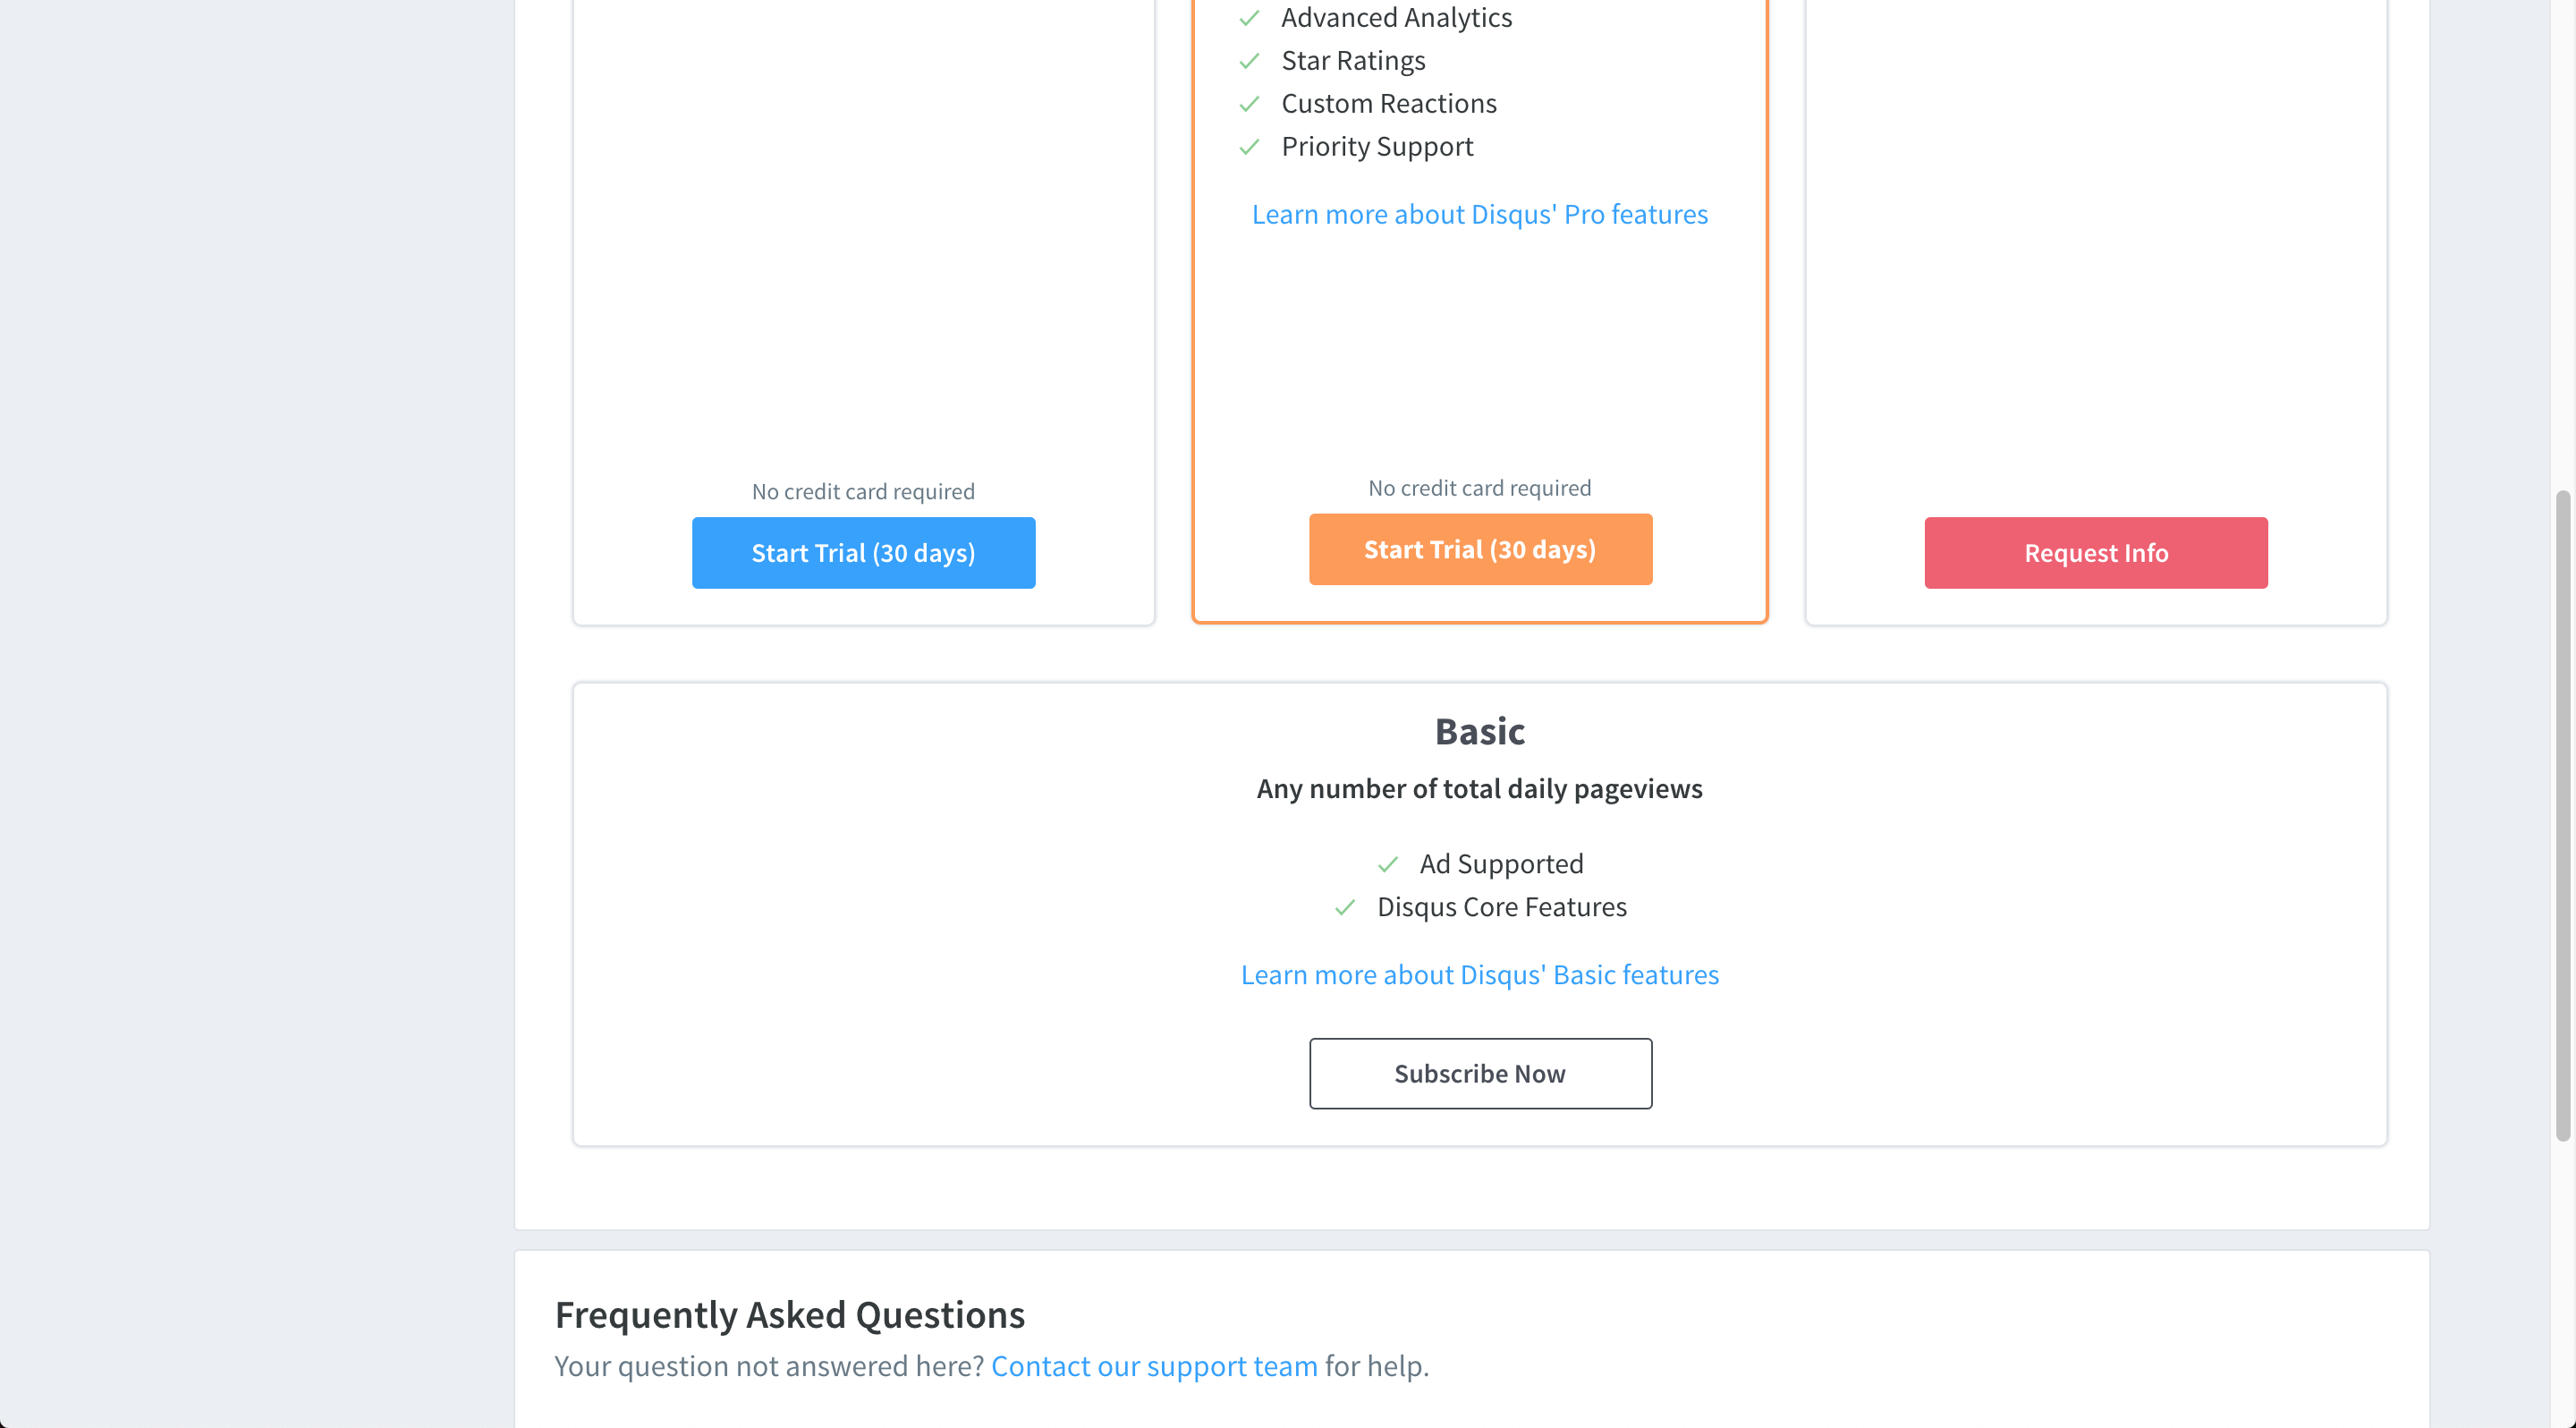 Advanced Analytics
Star Ratings
Custom Reactions
Priority Support
Learn more about Disqus' Pro features
No credit card required
Start Trial (30 days)
No credit card required
Start Trial (30 days)
Request Info
Basic
Any number of total daily pageviews
Ad Supported
Disqus Core Features
Learn more about Disqus' Basic features
Subscribe Now
Frequently Asked Questions
Your question not answered here? Contact our support team for help.